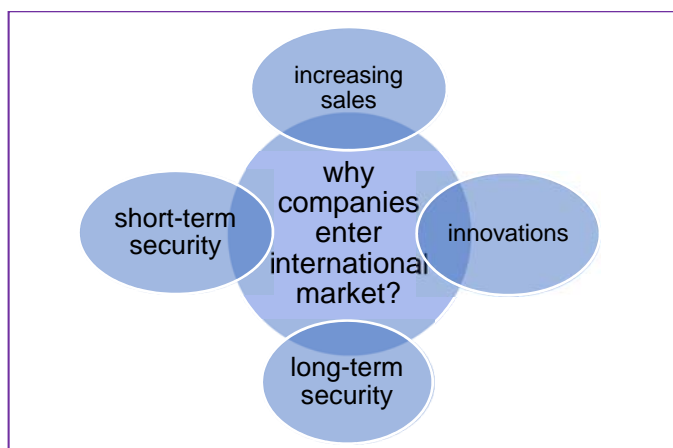 increasing
sales
why
companies
enter
international
market?
short-term
security
innovations
long-term
security